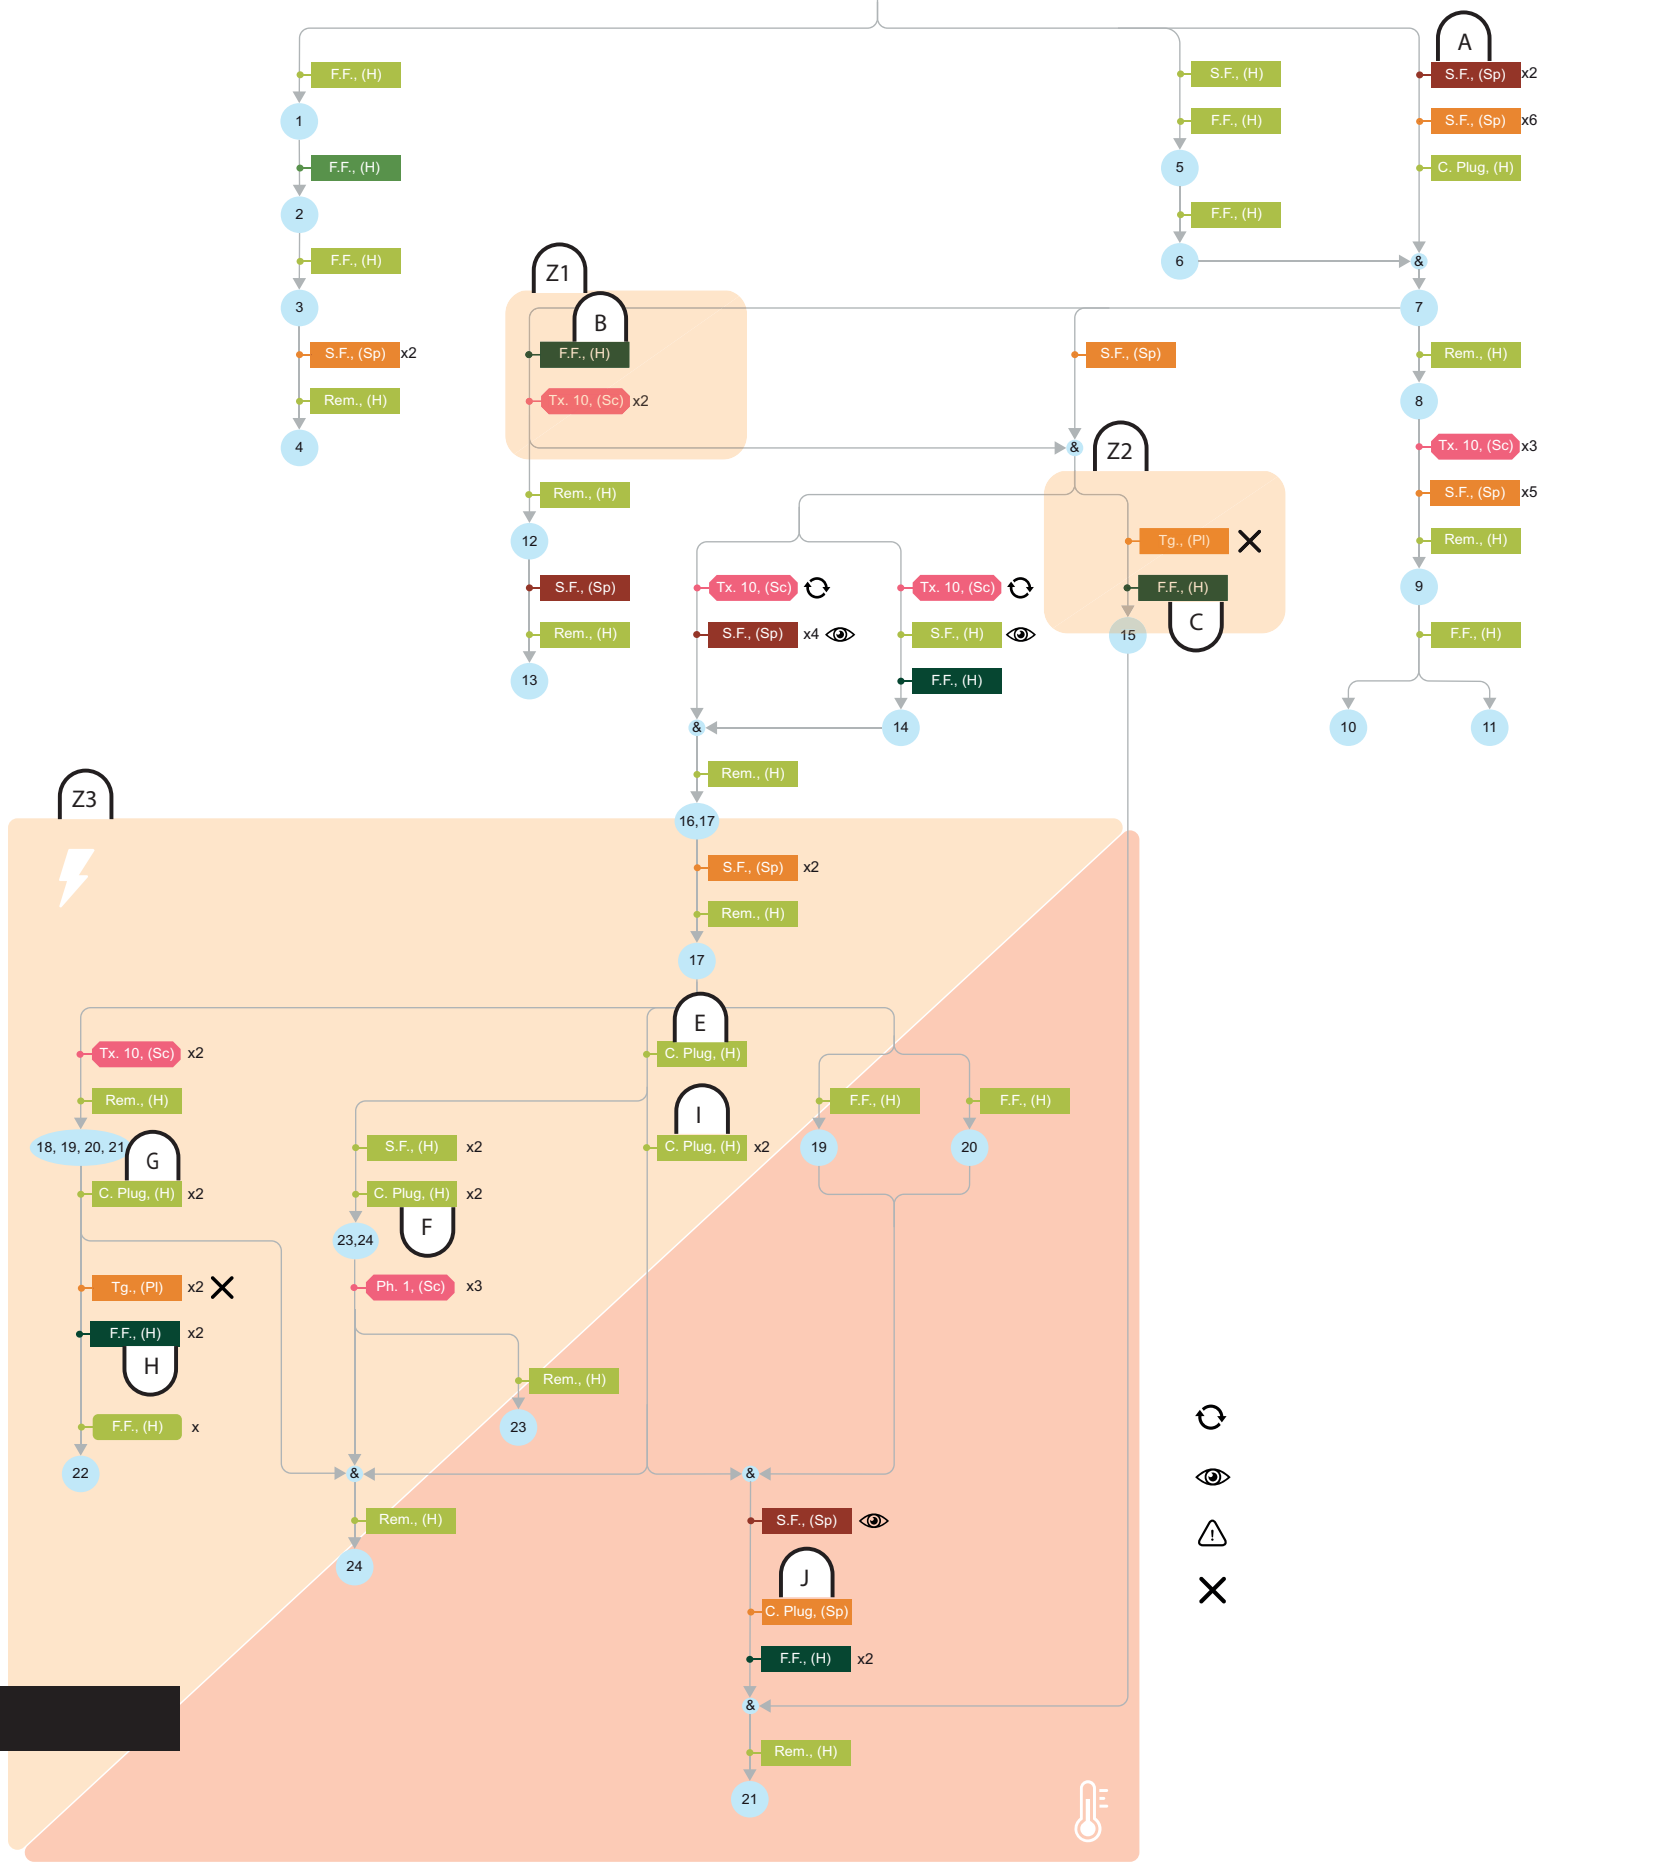 A
F.F., (H)
S.F., (H)
S.F., (Sp) x2
1
F.F., (H)
S.F., (Sp) x6
F.F., (H)
5
C. Plug, (H)
2
F.F., (H)
F.F., (H)
6
&
Z1
3
B
7
S.F., (Sp) x2
F.F., (H)
S.F., (Sp)
Rem., (H)
Rem., (H)
Tx. 10, (Sc) x2
8
4
&
Z2
Tx. 10, (Sc) x3
Rem., (H)
S.F., (Sp) x5
12
Tg., (Pl)
Rem., (H)
S.F., (Sp)
Tx. 10, (Sc)
Tx. 10, (Sc)
F.F., (H)
9
Rem., (H)
S.F., (Sp) x4
S.F., (H)
15
C
F.F., (H)
13
F.F., (H)
&
14
10
11
Rem., (H)
Z3
16,17
S.F., (Sp) x2
Rem., (H)
17
E
Tx. 10, (Sc) x2
C. Plug, (H)
Rem., (H)
I
F.F., (H)
F.F., (H)
18, 19, 20, 21
G
S.F., (H) x2
C. Plug, (H) x2
19
20
C. Plug, (H) x2
C. Plug, (H) x2
23,24
F
Tg., (Pl) x2
Ph. 1, (Sc) x3
F.F., (H) x2
H
Rem., (H)
F.F., (H) x
23
22
&
&
Rem., (H)
S.F., (Sp)
24
J
C. Plug, (Sp)
F.F., (H) x2
&
Rem., (H)
21